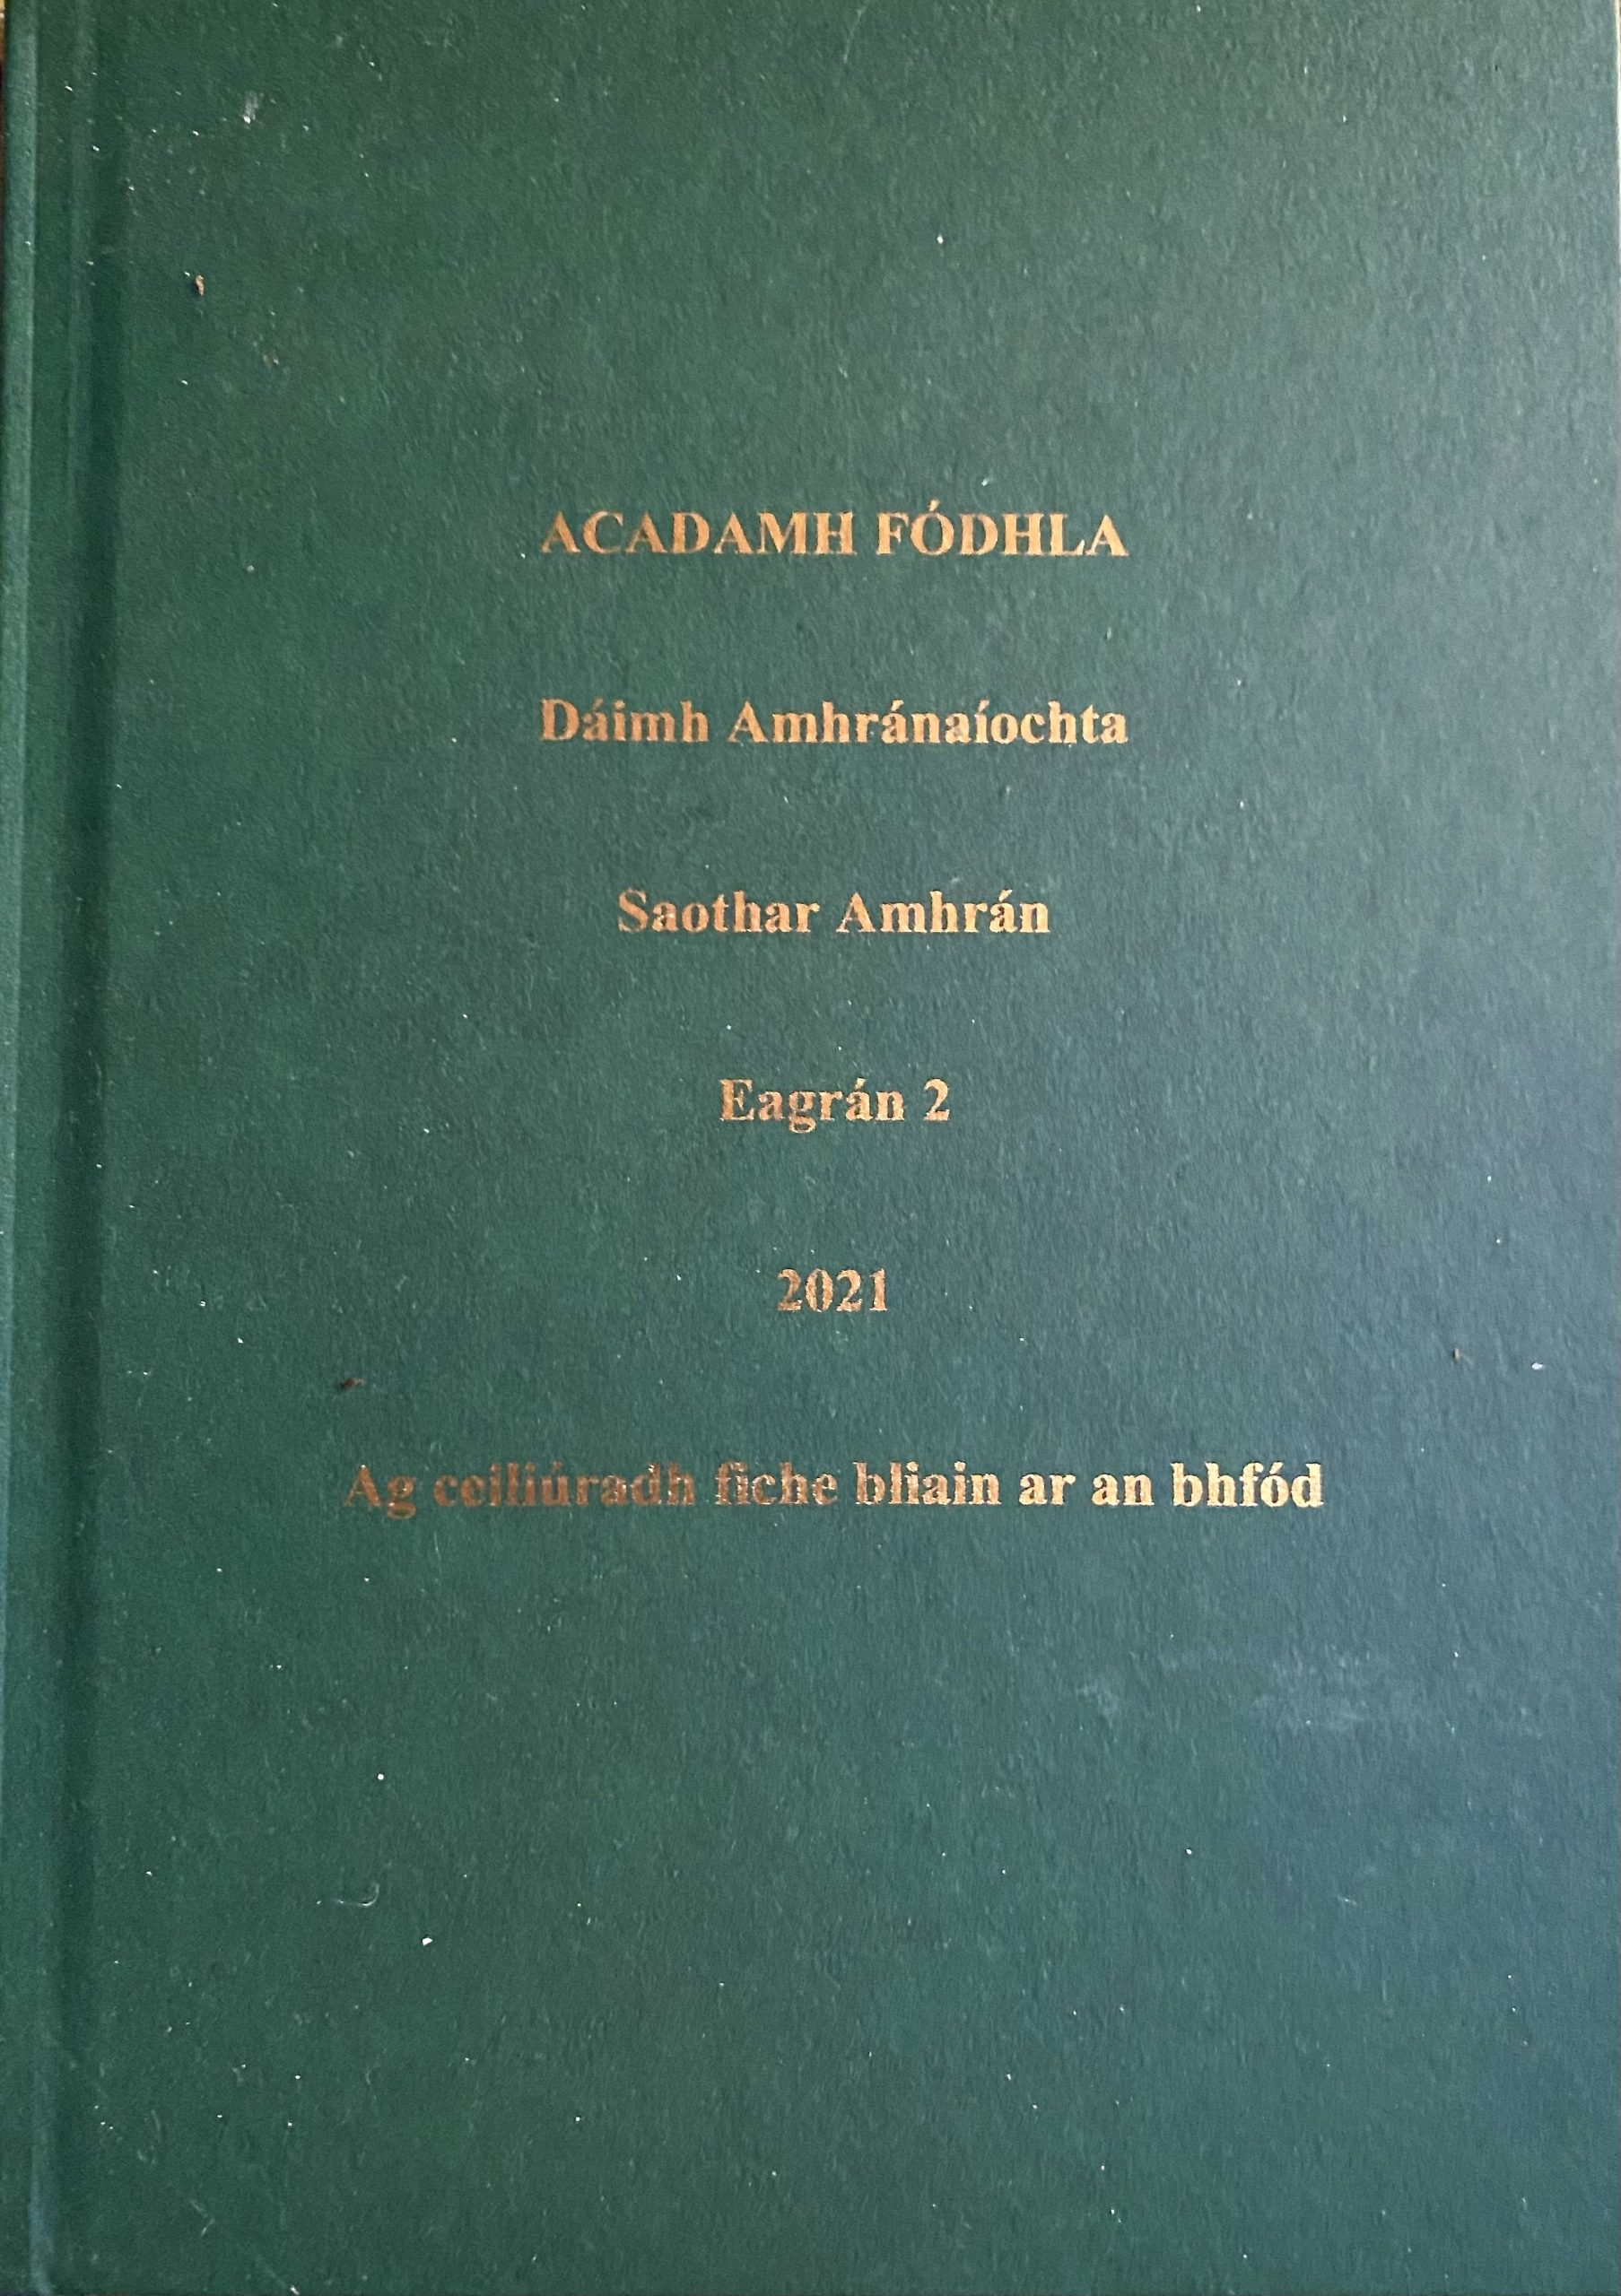 ACADAMH FÓDHLA
Dáimh Amhránaíochta
Saothar Amhrán
Eagrán 2
2021
Ag ceiliúradh fiche bliain ar an bhfód